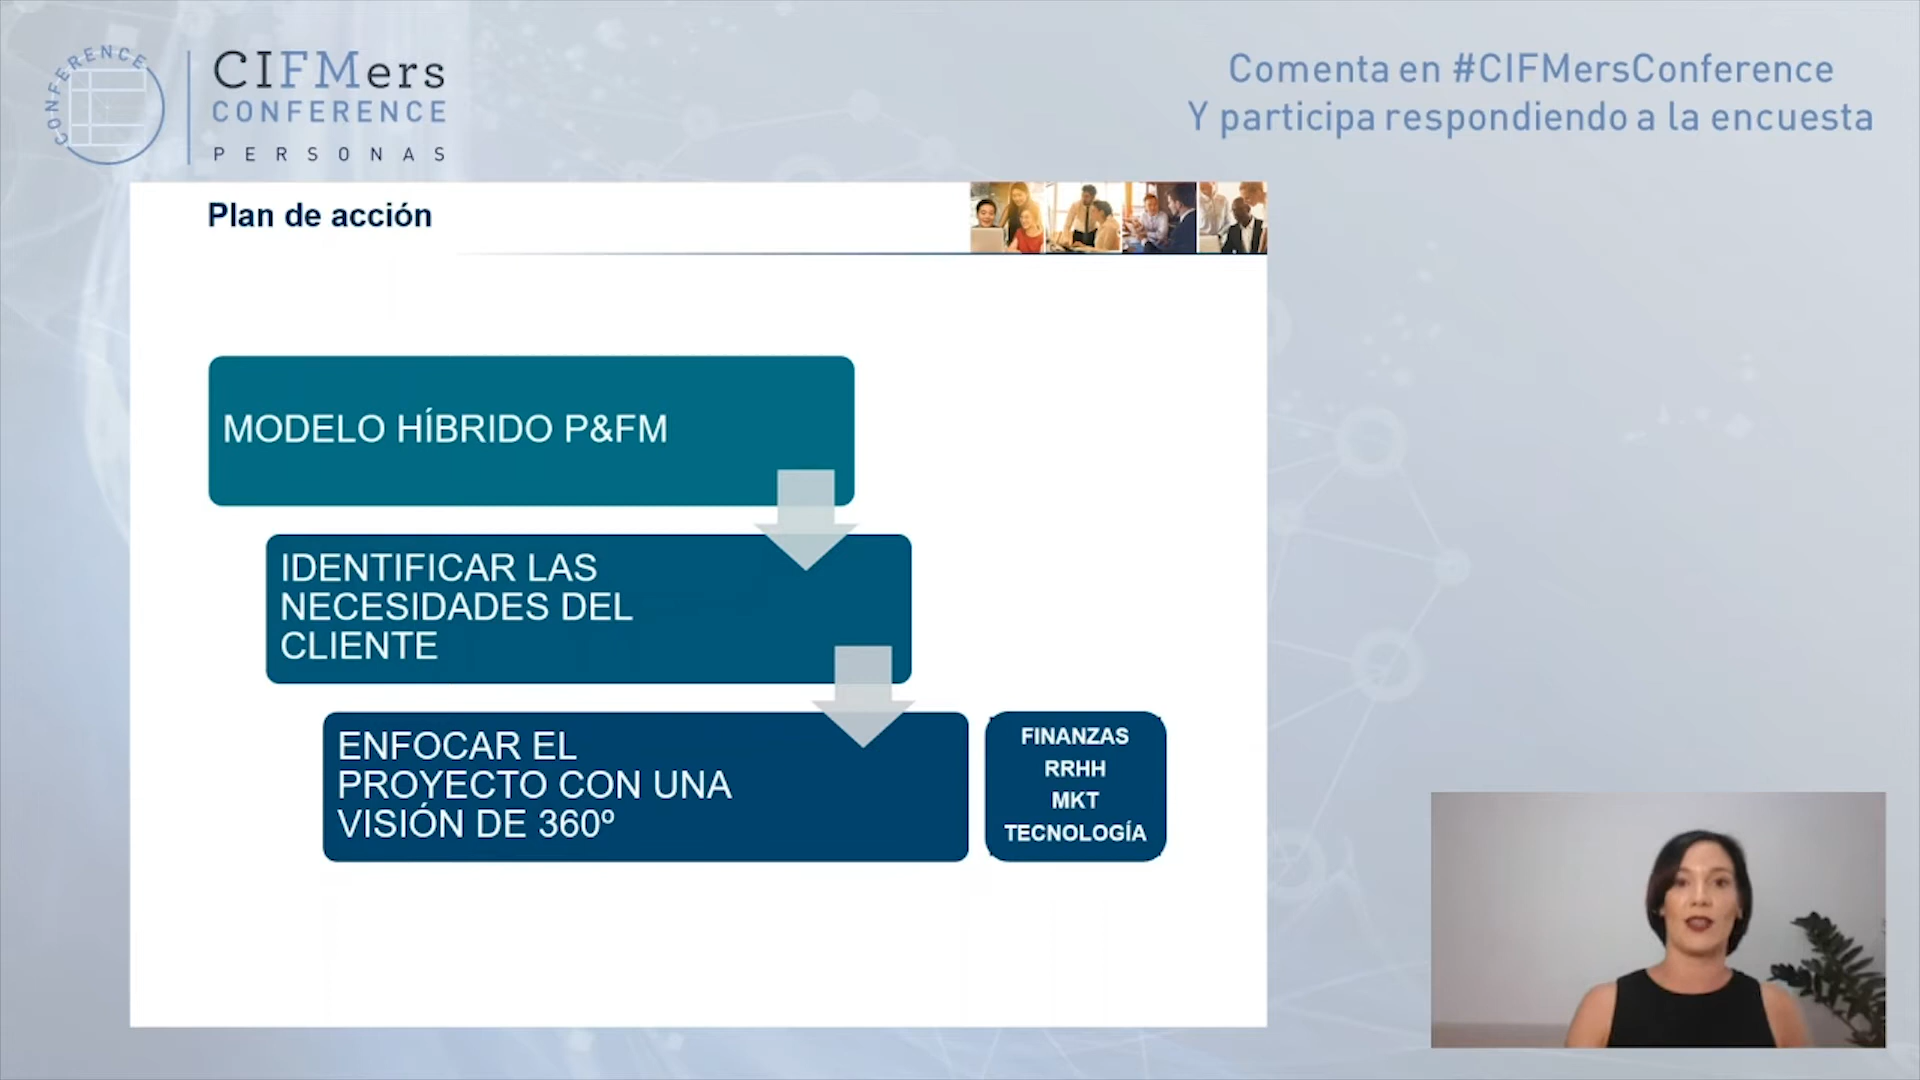 CONFERENCE
CIFMers
CONFERENCE
PERSONAS
Comenta en #CIFMersConference
Y participa respondiendo a la encuesta
Plan de acción
MODELO HÍBRIDO P&FM
IDENTIFICAR LAS
NECESIDADES DEL
CLIENTE
ENFOCAR EL
PROYECTO CON UNA
VISIÓN DE 360º
FINANZAS
RRHH
MKT
TECNOLOGÍA